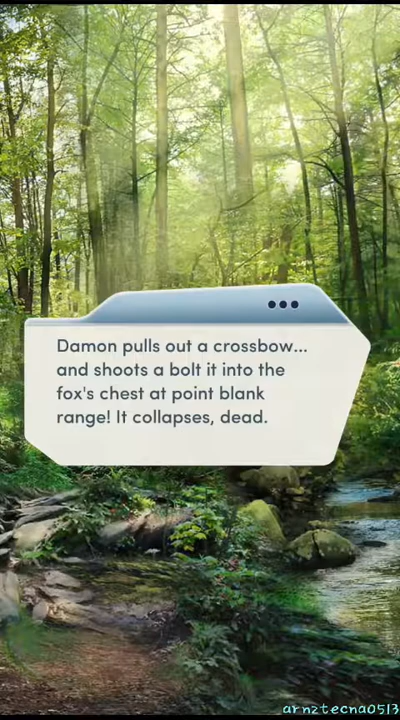 Damon pulls out a crossbow...
and shoots a bolt it into the
fox's chest at point blank
range! It collapses, dead.
arnztecna0513